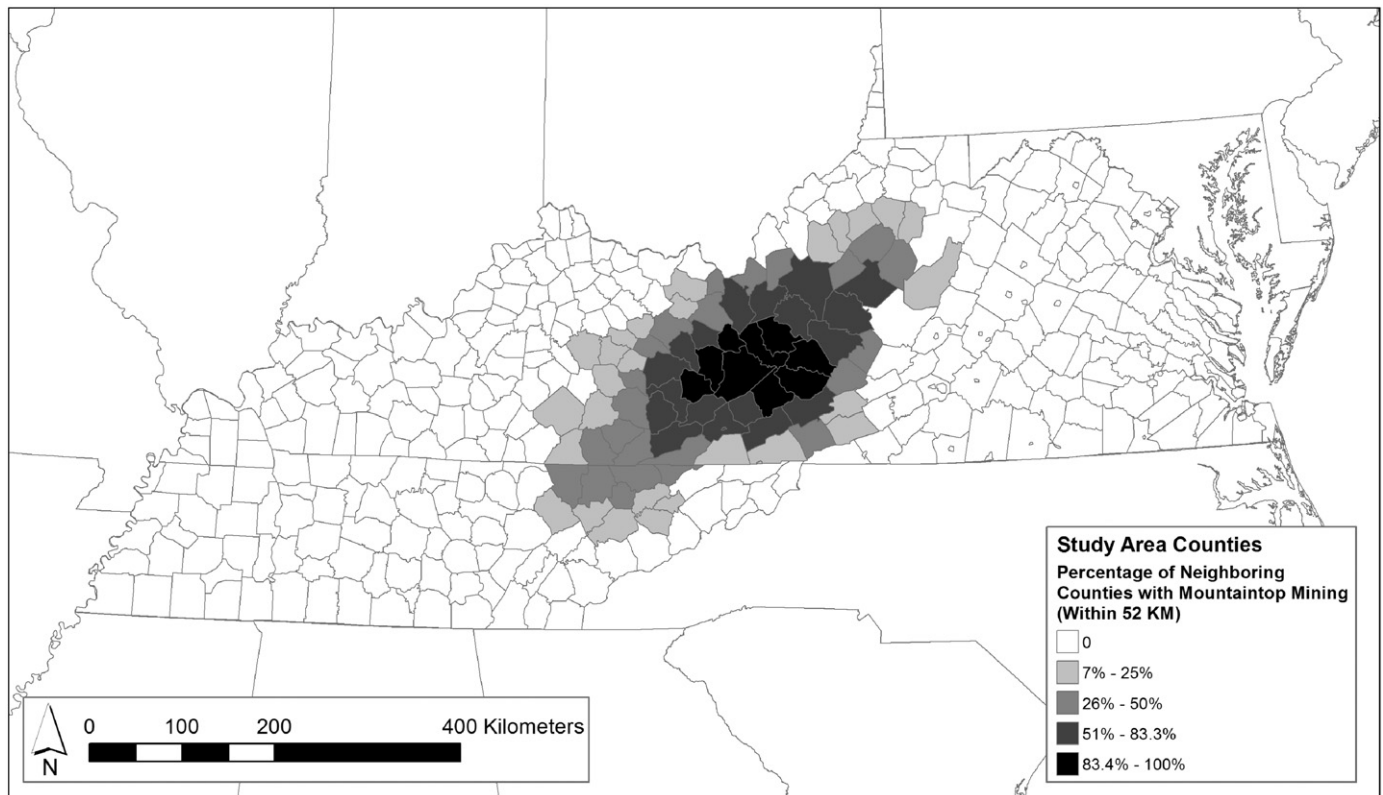 Study Area Counties
Percentage of Neighboring
Counties with Mountaintop Mining
(Within 52 KM)
0
7% - 25%
26% - 50%
51% - 83.3%
83.4% - 100%
0 100 200 400 Kilometers
N